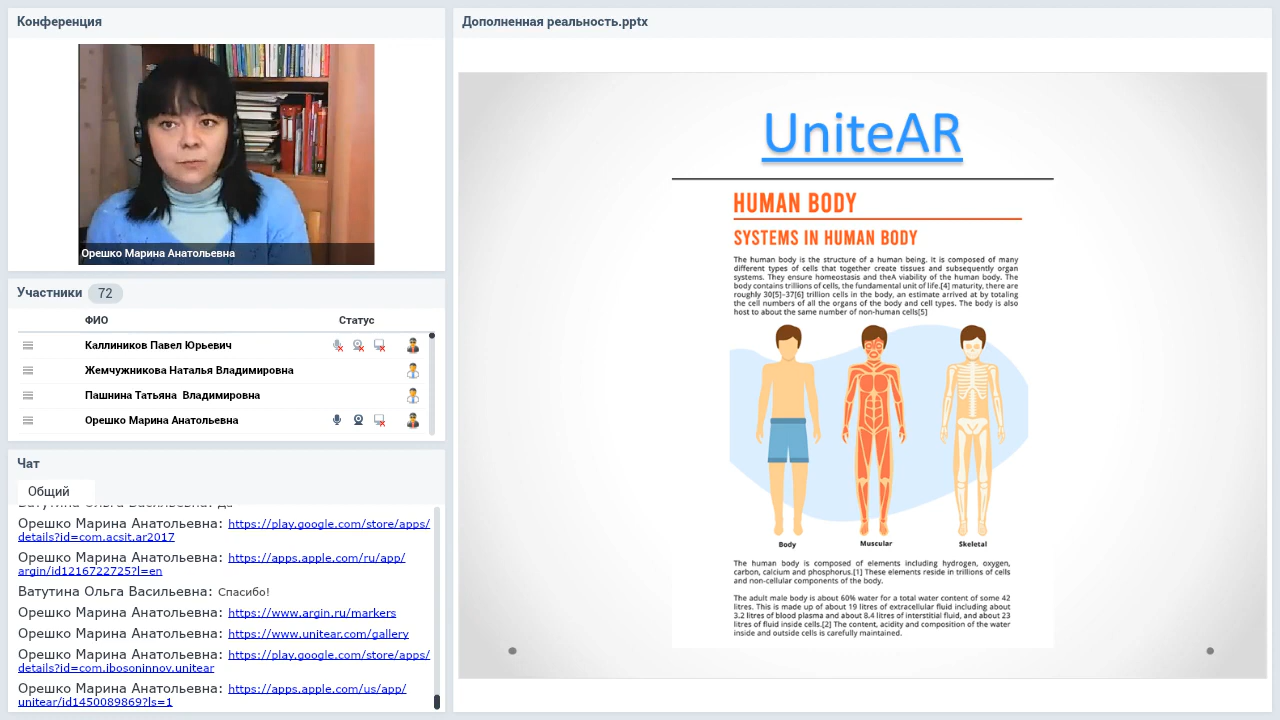 Конференция
Орешко Марина Анатольевна
Участники 72
ФИО Статус
Каллиников Павел Юрьевич
Жемчужникова Наталья Владимировна
Пашнина Татьяна Владимировна
Орешко Марина Анатольевна
Чат
Общий
Ватутина Ольга Васильевна: да
Орешко Марина Анатольевна: https://play.google.com/store/apps/
details?id=com.acsit.ar2017
Орешко Марина Анатольевна: https://apps.apple.com/ru/app/
argin/id1216722725?l=en
Ватутина Ольга Васильевна: Спасибо!
Орешко Марина Анатольевна: https://www.argin.ru/markers
Орешко Марина Анатольевна: https://www.unitear.com/gallery
Орешко Марина Анатольевна: https://play.google.com/store/apps/
details?id=com.ibosoninnov.unitear
Орешко Марина Анатольевна: https://apps.apple.com/us/app/
unitear/id1450089869?ls=1
Дополненная реальность.pptx
UniteAR
HUMAN BODY
SYSTEMS IN HUMAN BODY
The human body is the structure of a human being. It is composed of many
different types of cells that together create tissues and subsequently organ
systems. They ensure homeostasis and theA viability of the human body. The
body contains trillions of cells, the fundamental unit of life.[4] maturity, there are
roughly 30[5]–37[6] trillion cells in the body, an estimate arrived at by totaling
the cell numbers of all the organs of the body and cell types. The body is also
host to about the same number of non-human cells[5]
Body Muscular Skeletal
The human body is composed of elements including hydrogen, oxygen,
carbon, calcium and phosphorus.[1] These elements reside in trillions of cells
and non-cellular components of the body.
The adult male body is about 60% water for a total water content of some 42
litres. This is made up of about 19 litres of extracellular fluid including about
3.2 litres of blood plasma and about 8.4 litres of interstitial fluid, and about 23
litres of fluid inside cells.[2] The content, acidity and composition of the water
inside and outside cells is carefully maintained.